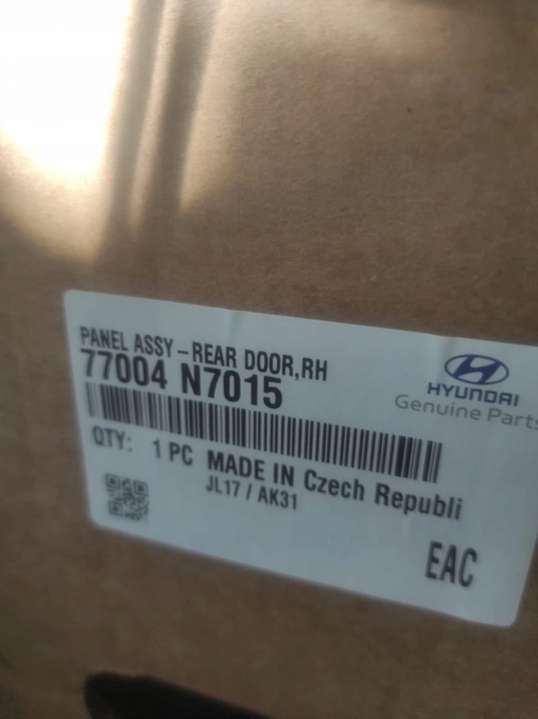 PANEL ASSY-REAR DOOR,RH
77004 N7015
HYUNDAI
Genuine Parts
QTY: 1 PC MADE IN Czech Republi
JL17 / AK31
EAC